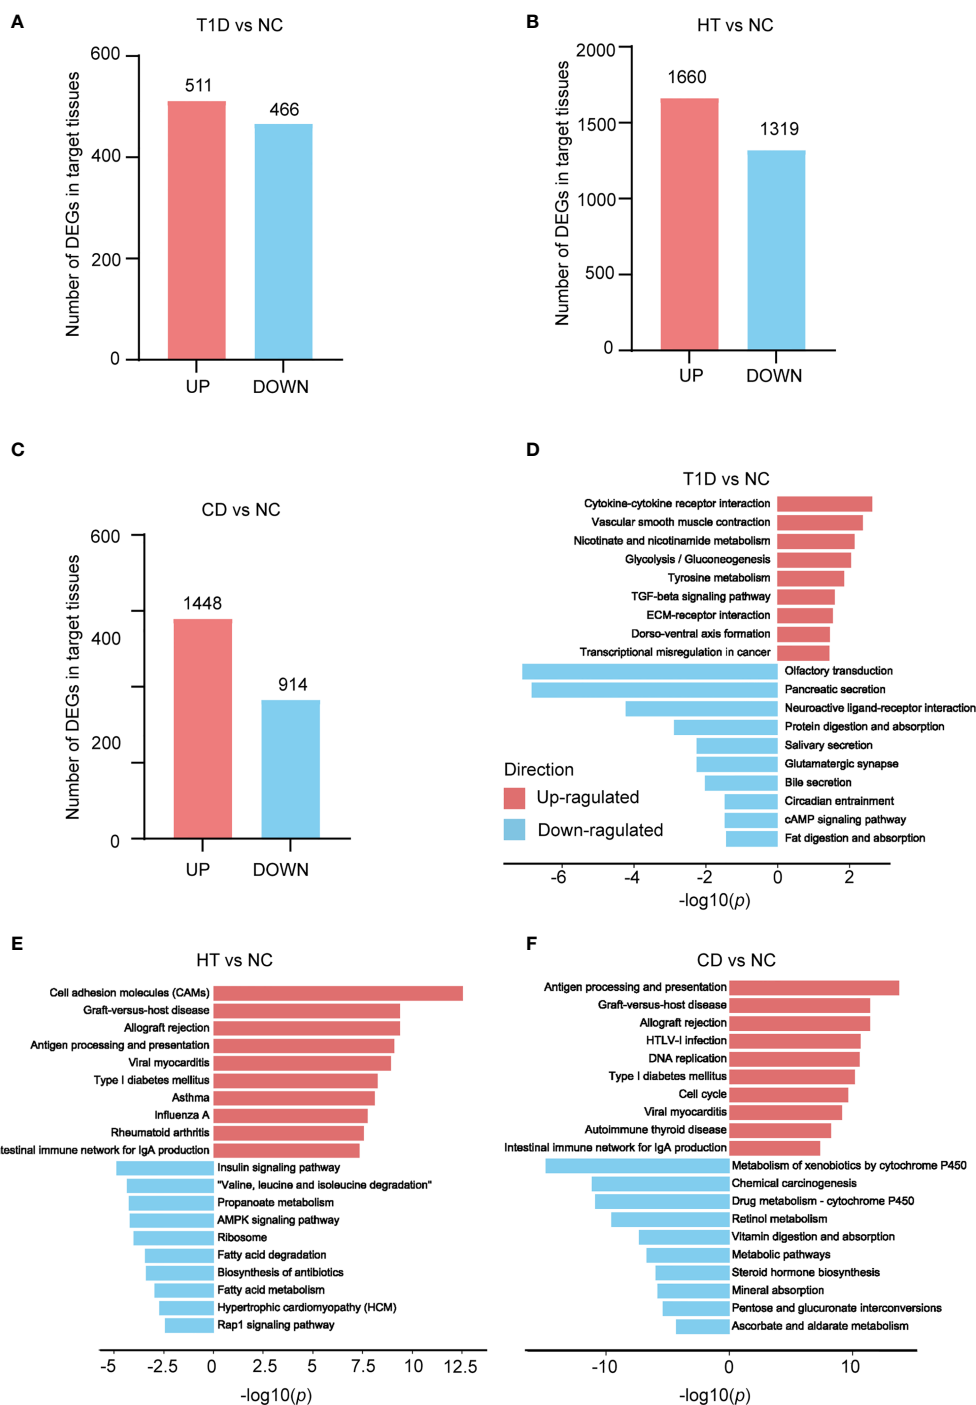 A
T1D vs NC
Number of DEGs in target tissues
600
400
200
0
511
466
UP
DOWN
B
HT vs NC
Number of DEGs in target tissues
2000
1500
1000
500
0
1660
1319
UP
DOWN
C
CD vs NC
Number of DEGs in target tissues
600
400
200
0
1448
914
UP
DOWN
D
T1D vs NC
Cytokine-cytokine receptor interaction
Vascular smooth muscle contraction
Nicotinate and nicotinamide metabolism
Glycolysis / Gluconeogenesis
Tyrosine metabolism
TGF-beta signaling pathway
ECM-receptor interaction
Dorso-ventral axis formation
Transcriptional misregulation in cancer
Olfactory transduction
Pancreatic secretion
Neuroactive ligand-receptor interaction
Protein digestion and absorption
Salivary secretion
Glutamatergic synapse
Bile secretion
Circadian entrainment
cAMP signaling pathway
Fat digestion and absorption
Direction
Up-ragulated
Down-ragulated
-6 -4 -2 0 2
-log10(p)
E
HT vs NC
Cell adhesion molecules (CAMs)
Graft-versus-host disease
Allograft rejection
Antigen processing and presentation
Viral myocarditis
Type I diabetes mellitus
Asthma
Influenza A
Rheumatoid arthritis
testinal immune network for IgA production
Insulin signaling pathway
"Valine, leucine and isoleucine degradation"
Propanoate metabolism
AMPK signaling pathway
Ribosome
Fatty acid degradation
Biosynthesis of antibiotics
Fatty acid metabolism
Hypertrophic cardiomyopathy (HCM)
Rap1 signaling pathway
-5 -2.5 0 2.5 5 7.5 10 12.5
-log10(p)
F
CD vs NC
Antigen processing and presentation
Graft-versus-host disease
Allograft rejection
HTLV-I infection
DNA replication
Type I diabetes mellitus
Cell cycle
Viral myocarditis
Autoimmune thyroid disease
Intestinal immune network for IgA production
Metabolism of xenobiotics by cytochrome P450
Chemical carcinogenesis
Drug metabolism - cytochrome P450
Retinol metabolism
Vitamin digestion and absorption
Metabolic pathways
Steroid hormone biosynthesis
Mineral absorption
Pentose and glucuronate interconversions
Ascorbate and aldarate metabolism
-10 0 10
-log10(p)